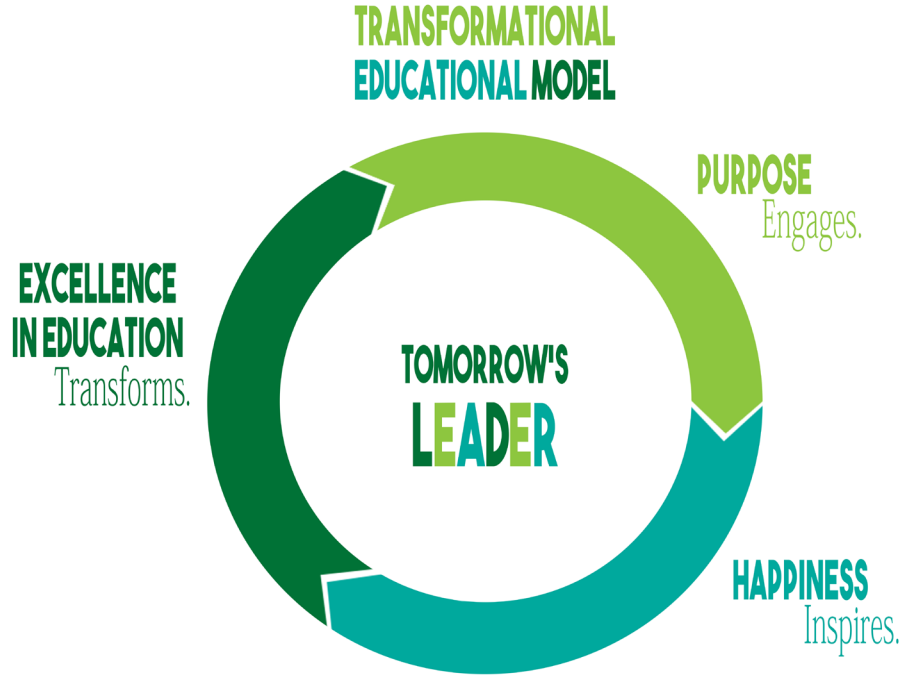 TRANSFORMATIONAL
EDUCATIONAL MODEL
PURPOSE
Engages.
EXCELLENCE
IN EDUCATION
Transforms.
TOMORROW'S
LEADER
HAPPINESS
Inspires.